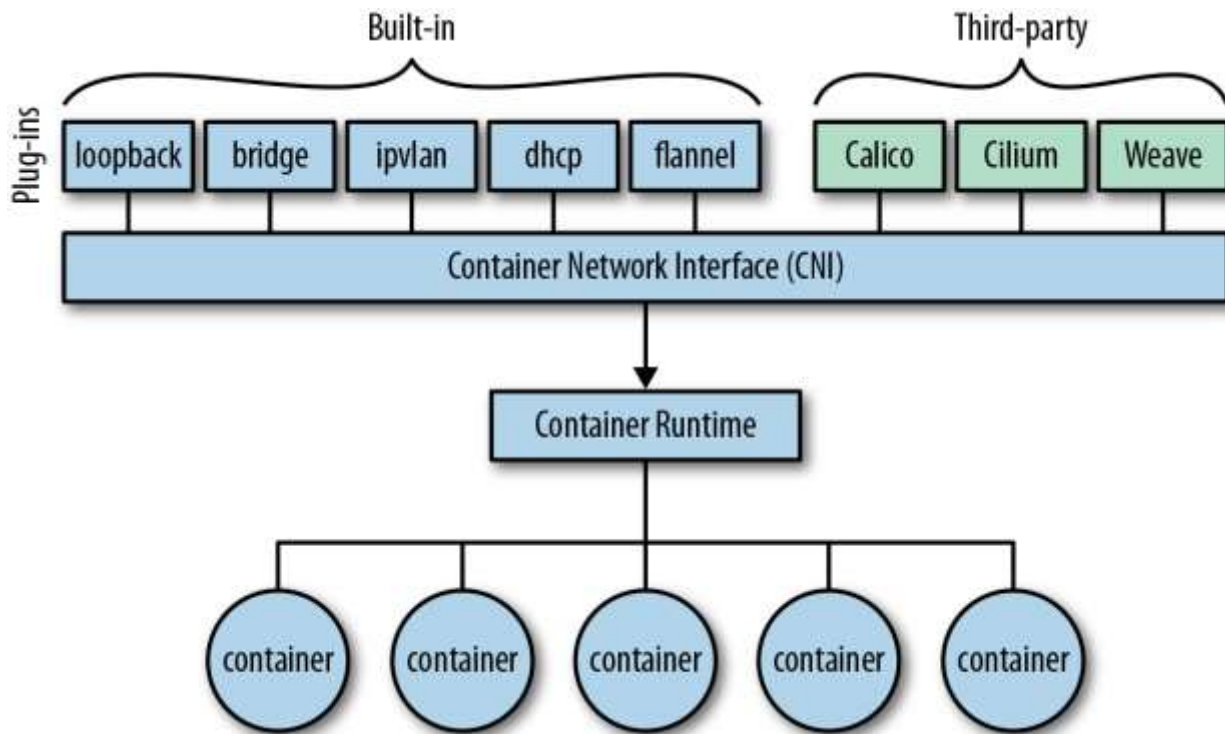 Built-in
Third-party
Plug-ins
loopback
bridge
ipvlan
dhcp
flannel
Calico
Cilium
Weave
Container Network Interface (CNI)
Container Runtime
container
container
container
container
container